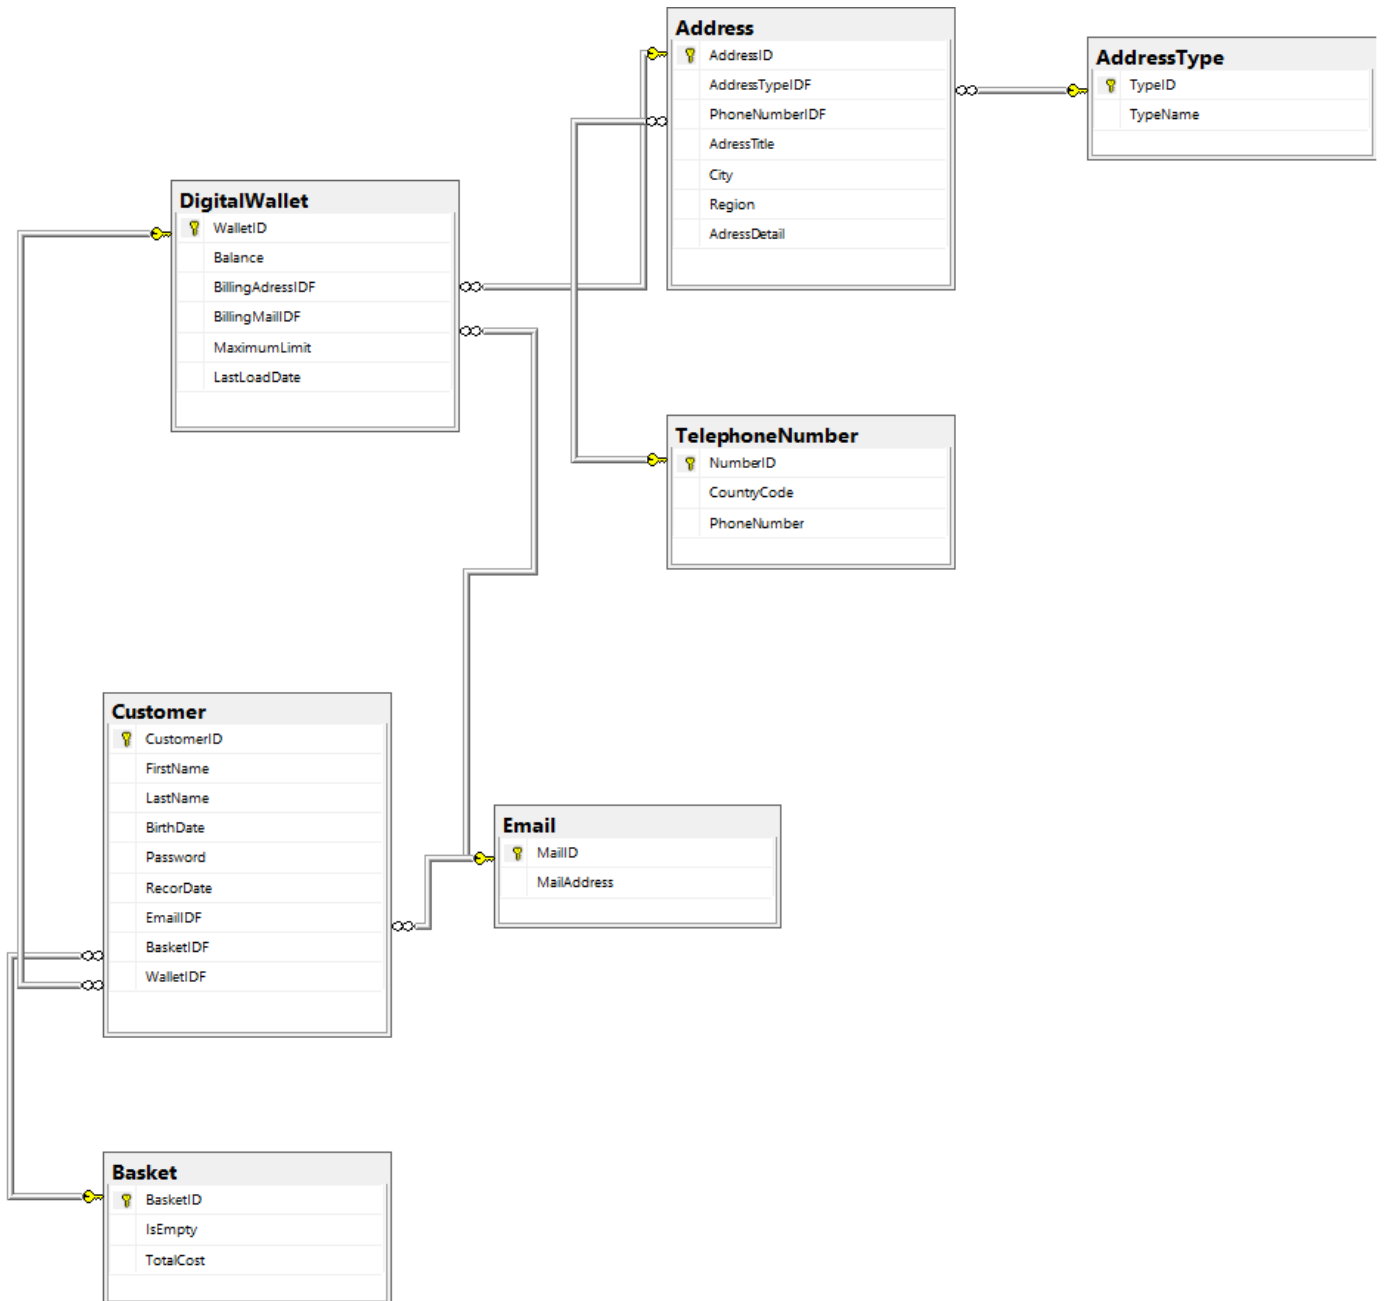 Address
AddressID
AddressTypeIDF
PhoneNumberIDF
AdressTitle
City
Region
AdressDetail
AddressType
TypeID
TypeName
DigitalWallet
WalletID
Balance
BillingAdressIDF
BillingMailIDF
MaximumLimit
LastLoadDate
TelephoneNumber
NumberID
CountryCode
PhoneNumber
Customer
CustomerID
FirstName
LastName
BirthDate
Password
RecorDate
EmailIDF
BasketIDF
WalletIDF
Email
MailID
MailAddress
Basket
BasketID
IsEmpty
TotalCost